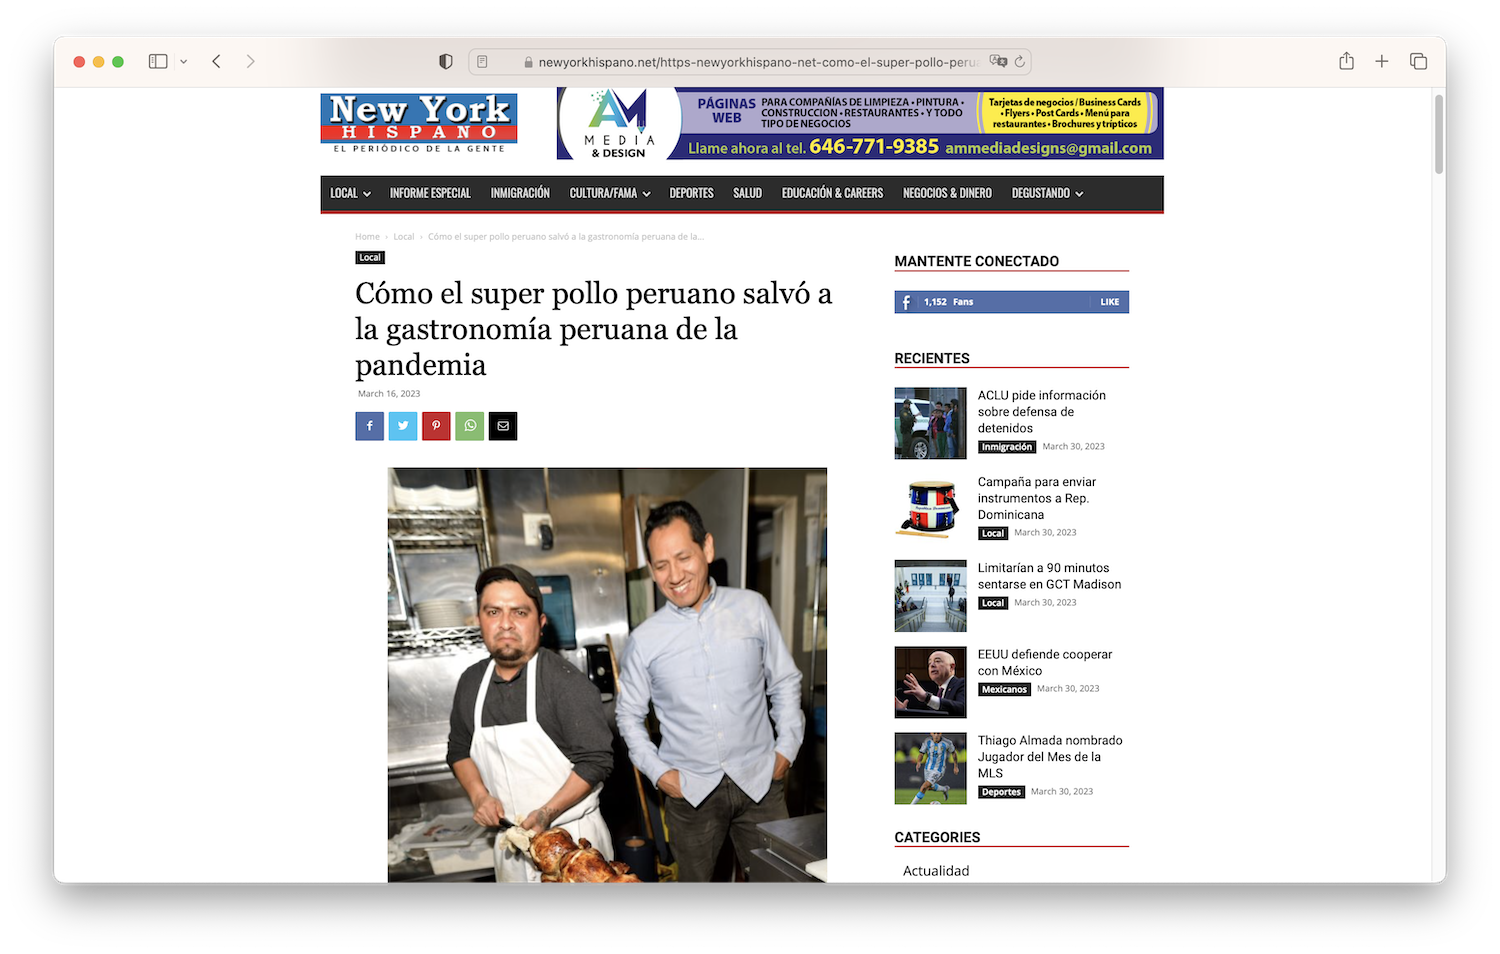 newyorkhispano.net/https-newyorkhispano-net-como-el-super-pollo-perua
New York
HISPANO
EL PERIÓDICO DE LA GENTE
AM
MEDIA
& DESIGN
PÁGINAS
WEB
PARA COMPAÑÍAS DE LIMPIEZA • PINTURA •
CONSTRUCCION • RESTAURANTES • Y TODO
TIPO DE NEGOCIOS
Tarjetas de negocios / Business Cards
• Flyers • Post Cards • Menú para
restaurantes • Brochures y trípticos
Llame ahora al tel. 646-771-9385 ammediadesigns@gmail.com
LOCAL INFORME ESPECIAL INMIGRACIÓN CULTURA/FAMA DEPORTES SALUD EDUCACIÓN & CAREERS NEGOCIOS & DINERO DEGUSTANDO
Home › Local › Cómo el super pollo peruano salvó a la gastronomía peruana de la...
Local
Cómo el super pollo peruano salvó a
la gastronomía peruana de la
pandemia
March 16, 2023
MANTENTE CONECTADO
1,152 Fans LIKE
RECIENTES
ACLU pide información
sobre defensa de
detenidos
Inmigración March 30, 2023
Campaña para enviar
instrumentos a Rep.
Dominicana
Local March 30, 2023
Limitarían a 90 minutos
sentarse en GCT Madison
Local March 30, 2023
EEUU defiende cooperar
con México
Mexicanos March 30, 2023
Thiago Almada nombrado
Jugador del Mes de la
MLS
Deportes March 30, 2023
CATEGORIES
Actualidad